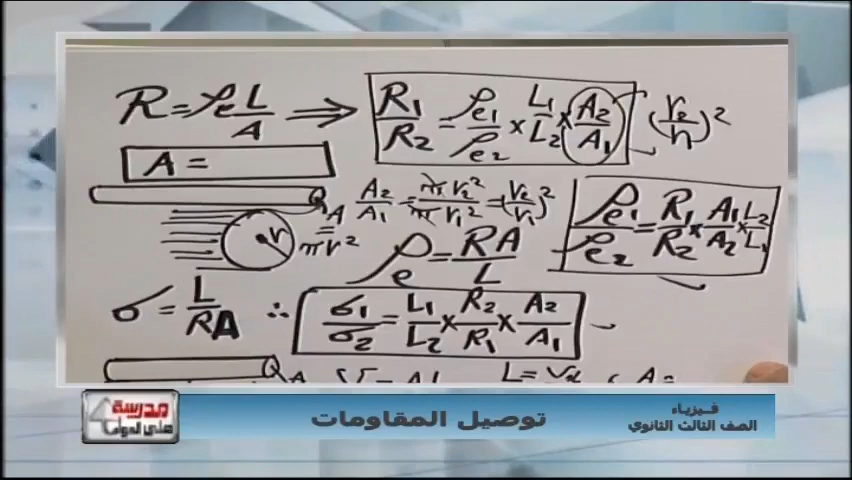 R = ρe L/A ⇒ R1/R2 = ρe1/ρe2 × L1/L2 × A2/A1 (r2/r1)²
A =
A2/A1 = πr2²/πr1² = (r2/r1)²
A = πr²
r
ρe = RA/L
ρe1/ρe2 = R1/R2 × A1/A2 × L2/L1
σ = L/RA ∴ σ1/σ2 = L1/L2 × R2/R1 × A2/A1
A
مدرسة
على الهواء
توصيل المقاومات
فيزياء
الصف الثالث الثانوي